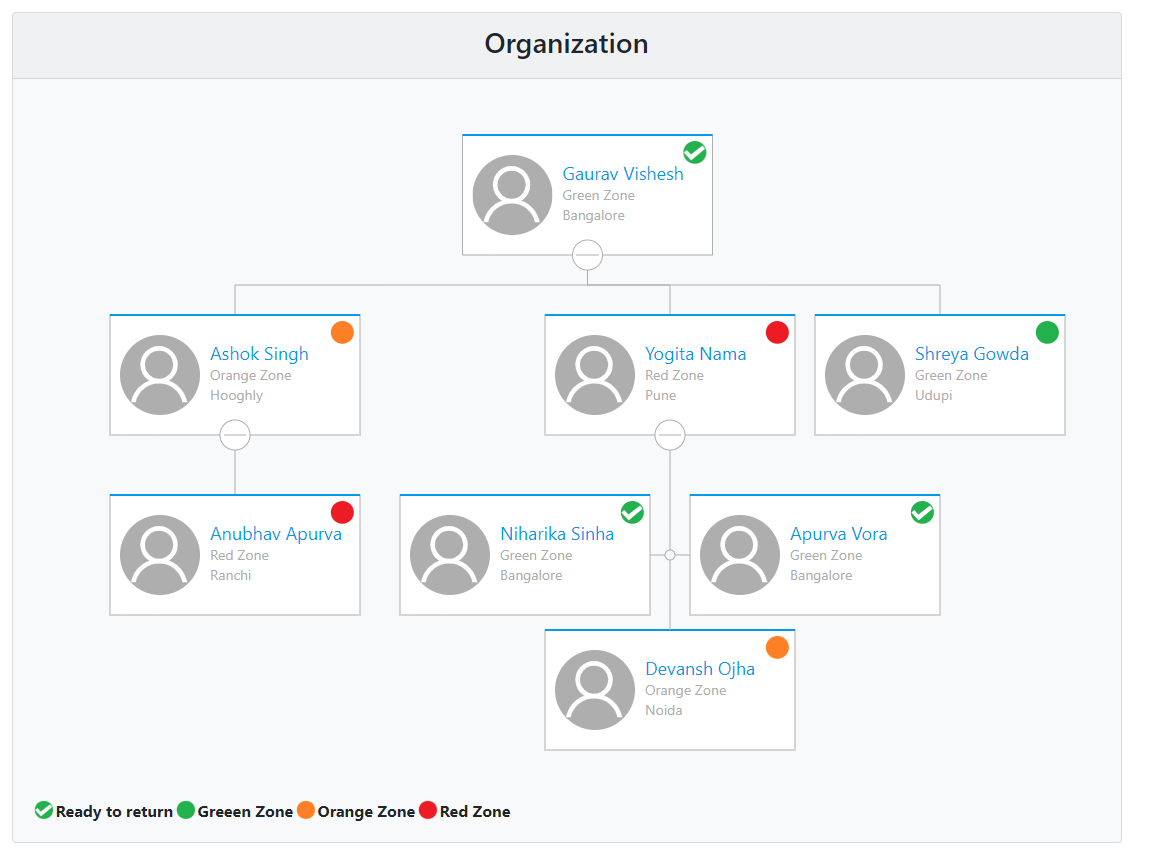 Organization
Gaurav Vishesh
Green Zone
Bangalore
Ashok Singh
Orange Zone
Hooghly
Yogita Nama
Red Zone
Pune
Shreya Gowda
Green Zone
Udupi
Anubhav Apurva
Red Zone
Ranchi
Niharika Sinha
Green Zone
Bangalore
Apurva Vora
Green Zone
Bangalore
Devansh Ojha
Orange Zone
Noida
Ready to return Greeen Zone Orange Zone Red Zone